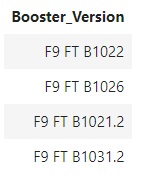 Booster_Version
F9 FT B1022
F9 FT B1026
F9 FT B1021.2
F9 FT B1031.2